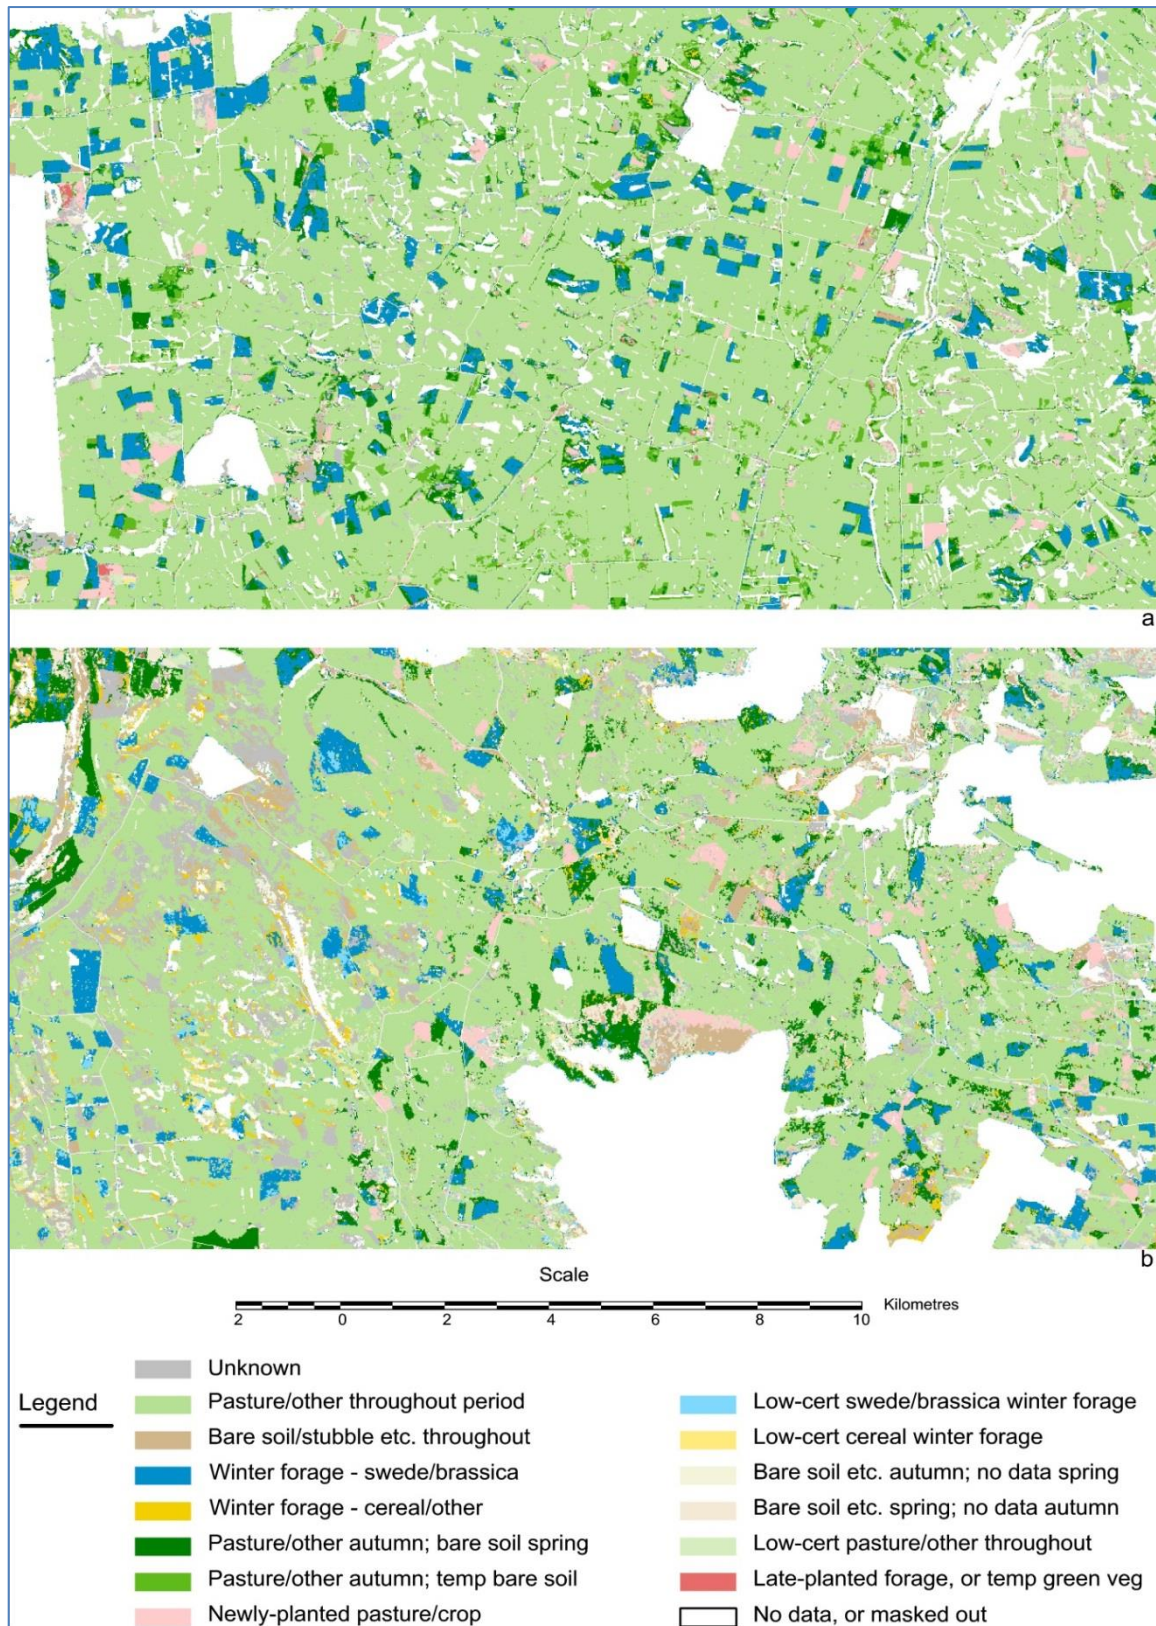 a
b
Scale
Kilometres
2 0 2 4 6 8 10
Legend
Unknown
Pasture/other throughout period
Bare soil/stubble etc. throughout
Winter forage - swede/brassica
Winter forage - cereal/other
Pasture/other autumn; bare soil spring
Pasture/other autumn; temp bare soil
Newly-planted pasture/crop
Low-cert swede/brassica winter forage
Low-cert cereal winter forage
Bare soil etc. autumn; no data spring
Bare soil etc. spring; no data autumn
Low-cert pasture/other throughout
Late-planted forage, or temp green veg
No data, or masked out